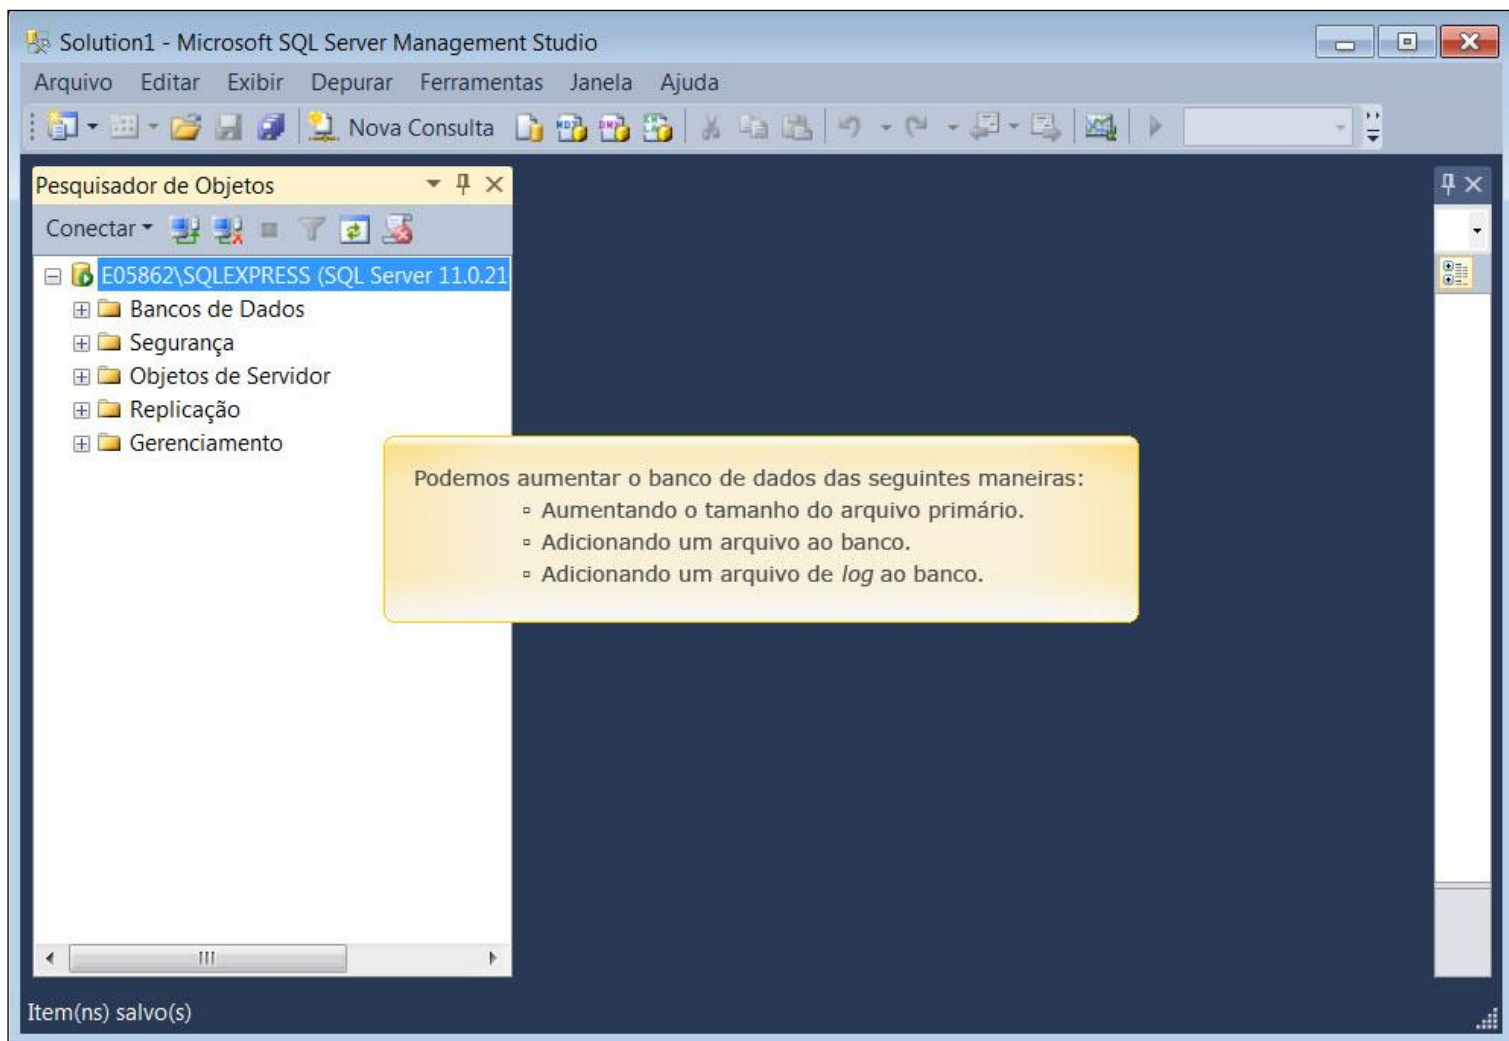 Solution1 - Microsoft SQL Server Management Studio
Arquivo Editar Exibir Depurar Ferramentas Janela Ajuda
Nova Consulta
Pesquisador de Objetos
Conectar
E05862\SQLEXPRESS (SQL Server 11.0.21
Bancos de Dados
Segurança
Objetos de Servidor
Replicação
Gerenciamento
Podemos aumentar o banco de dados das seguintes maneiras:
▫ Aumentando o tamanho do arquivo primário.
▫ Adicionando um arquivo ao banco.
▫ Adicionando um arquivo de log ao banco.
Item(ns) salvo(s)